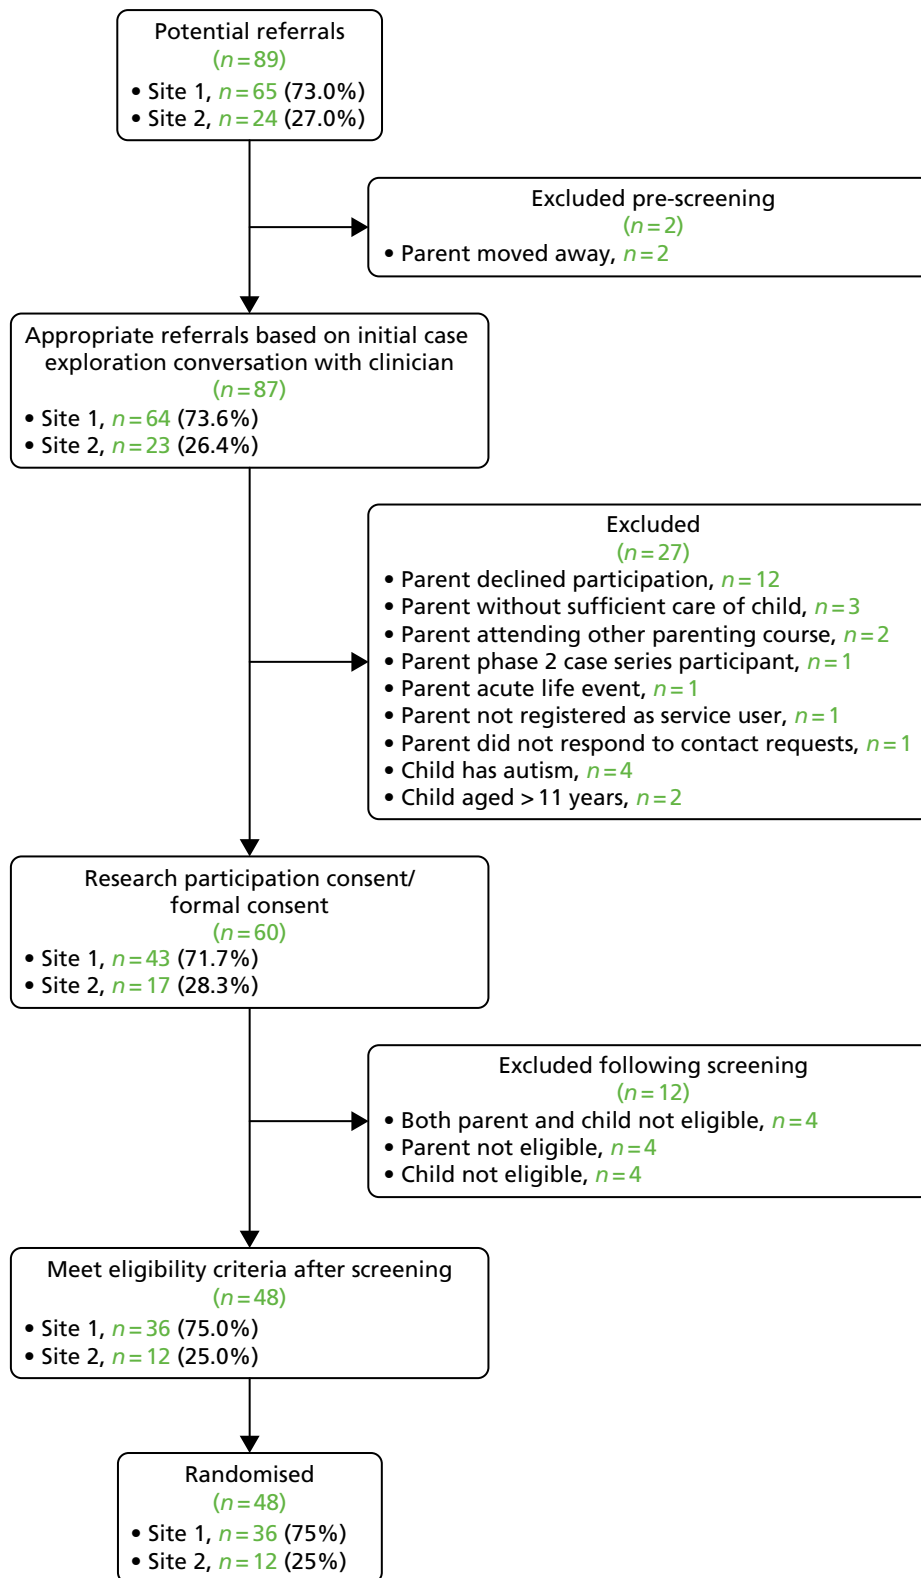 Potential referrals
(n=89)
• Site 1, n=65 (73.0%)
• Site 2, n=24 (27.0%)
Excluded pre-screening
(n=2)
• Parent moved away, n=2
Appropriate referrals based on initial case
exploration conversation with clinician
(n=87)
• Site 1, n=64 (73.6%)
• Site 2, n=23 (26.4%)
Excluded
(n=27)
• Parent declined participation, n=12
• Parent without sufficient care of child, n=3
• Parent attending other parenting course, n=2
• Parent phase 2 case series participant, n=1
• Parent acute life event, n=1
• Parent not registered as service user, n=1
• Parent did not respond to contact requests, n=1
• Child has autism, n=4
• Child aged >11 years, n=2
Research participation consent/
formal consent
(n=60)
• Site 1, n=43 (71.7%)
• Site 2, n=17 (28.3%)
Excluded following screening
(n=12)
• Both parent and child not eligible, n=4
• Parent not eligible, n=4
• Child not eligible, n=4
Meet eligibility criteria after screening
(n=48)
• Site 1, n=36 (75.0%)
• Site 2, n=12 (25.0%)
Randomised
(n=48)
• Site 1, n=36 (75%)
• Site 2, n=12 (25%)